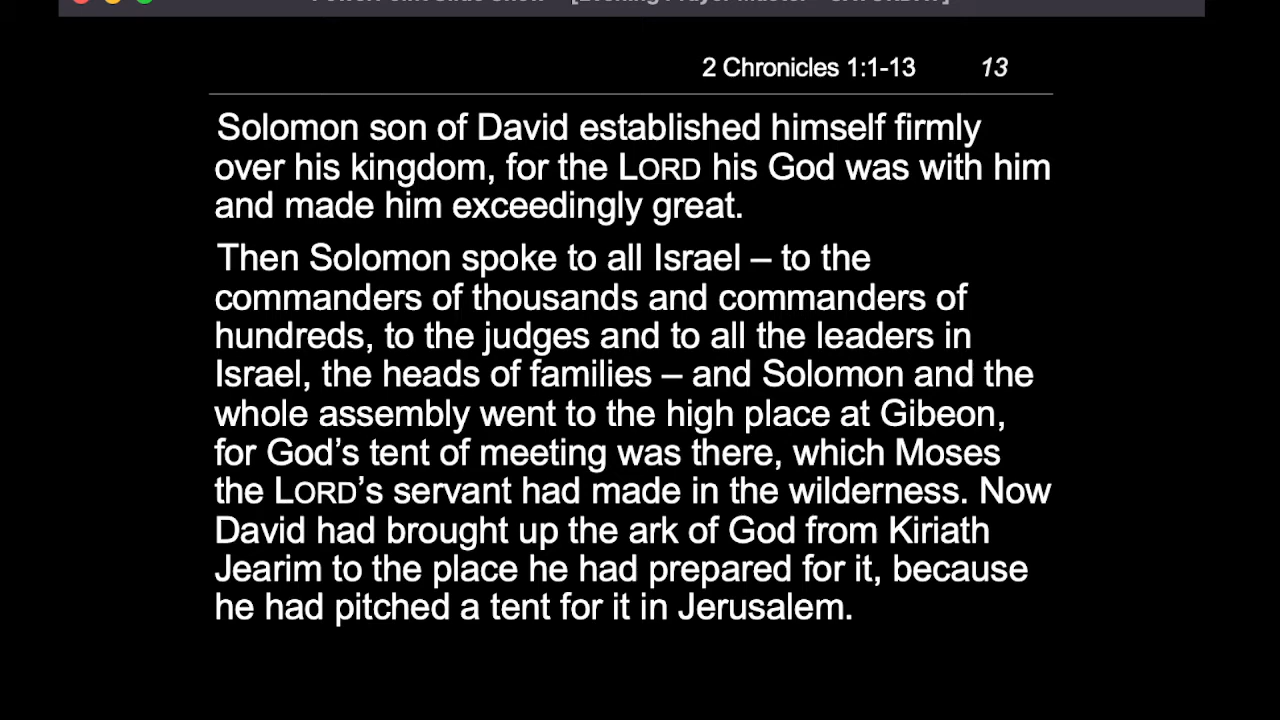 2 Chronicles 1:1-13 13
Solomon son of David established himself firmly
over his kingdom, for the LORD his God was with him
and made him exceedingly great.
Then Solomon spoke to all Israel – to the
commanders of thousands and commanders of
hundreds, to the judges and to all the leaders in
Israel, the heads of families – and Solomon and the
whole assembly went to the high place at Gibeon,
for God’s tent of meeting was there, which Moses
the LORD’s servant had made in the wilderness. Now
David had brought up the ark of God from Kiriath
Jearim to the place he had prepared for it, because
he had pitched a tent for it in Jerusalem.